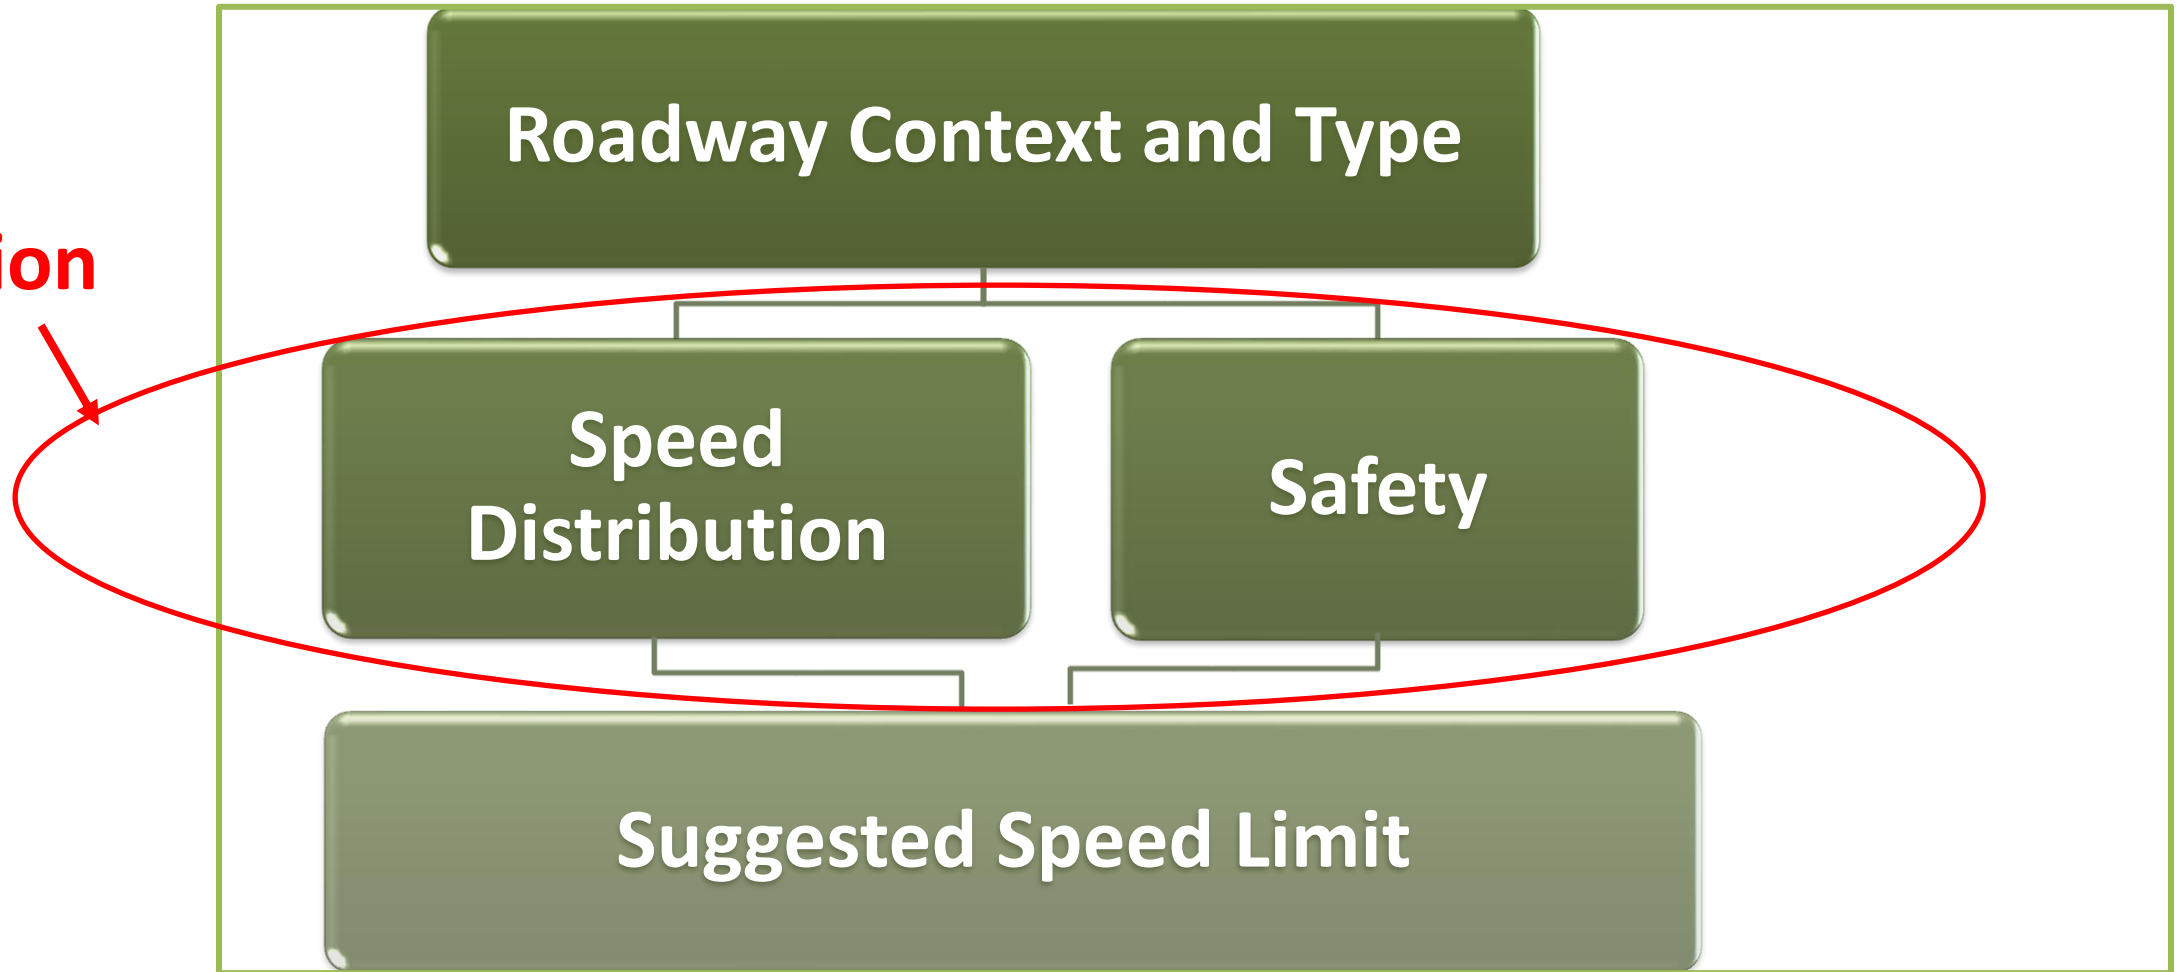 Roadway Context and Type
ion
Speed
Distribution
Safety
Suggested Speed Limit